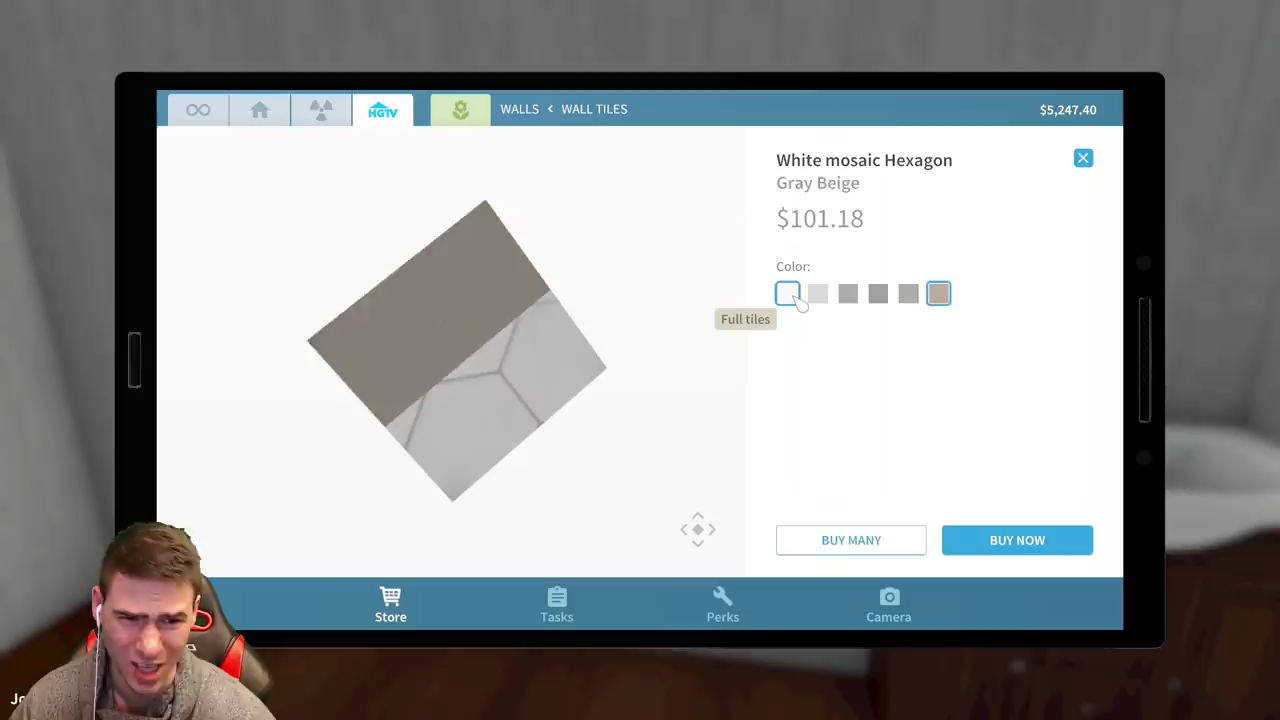 HGTV
WALLS < WALL TILES
$5,247.40
White mosaic Hexagon
Gray Beige
$101.18
Color:
Full tiles
BUY MANY
BUY NOW
Store
Tasks
Perks
Camera